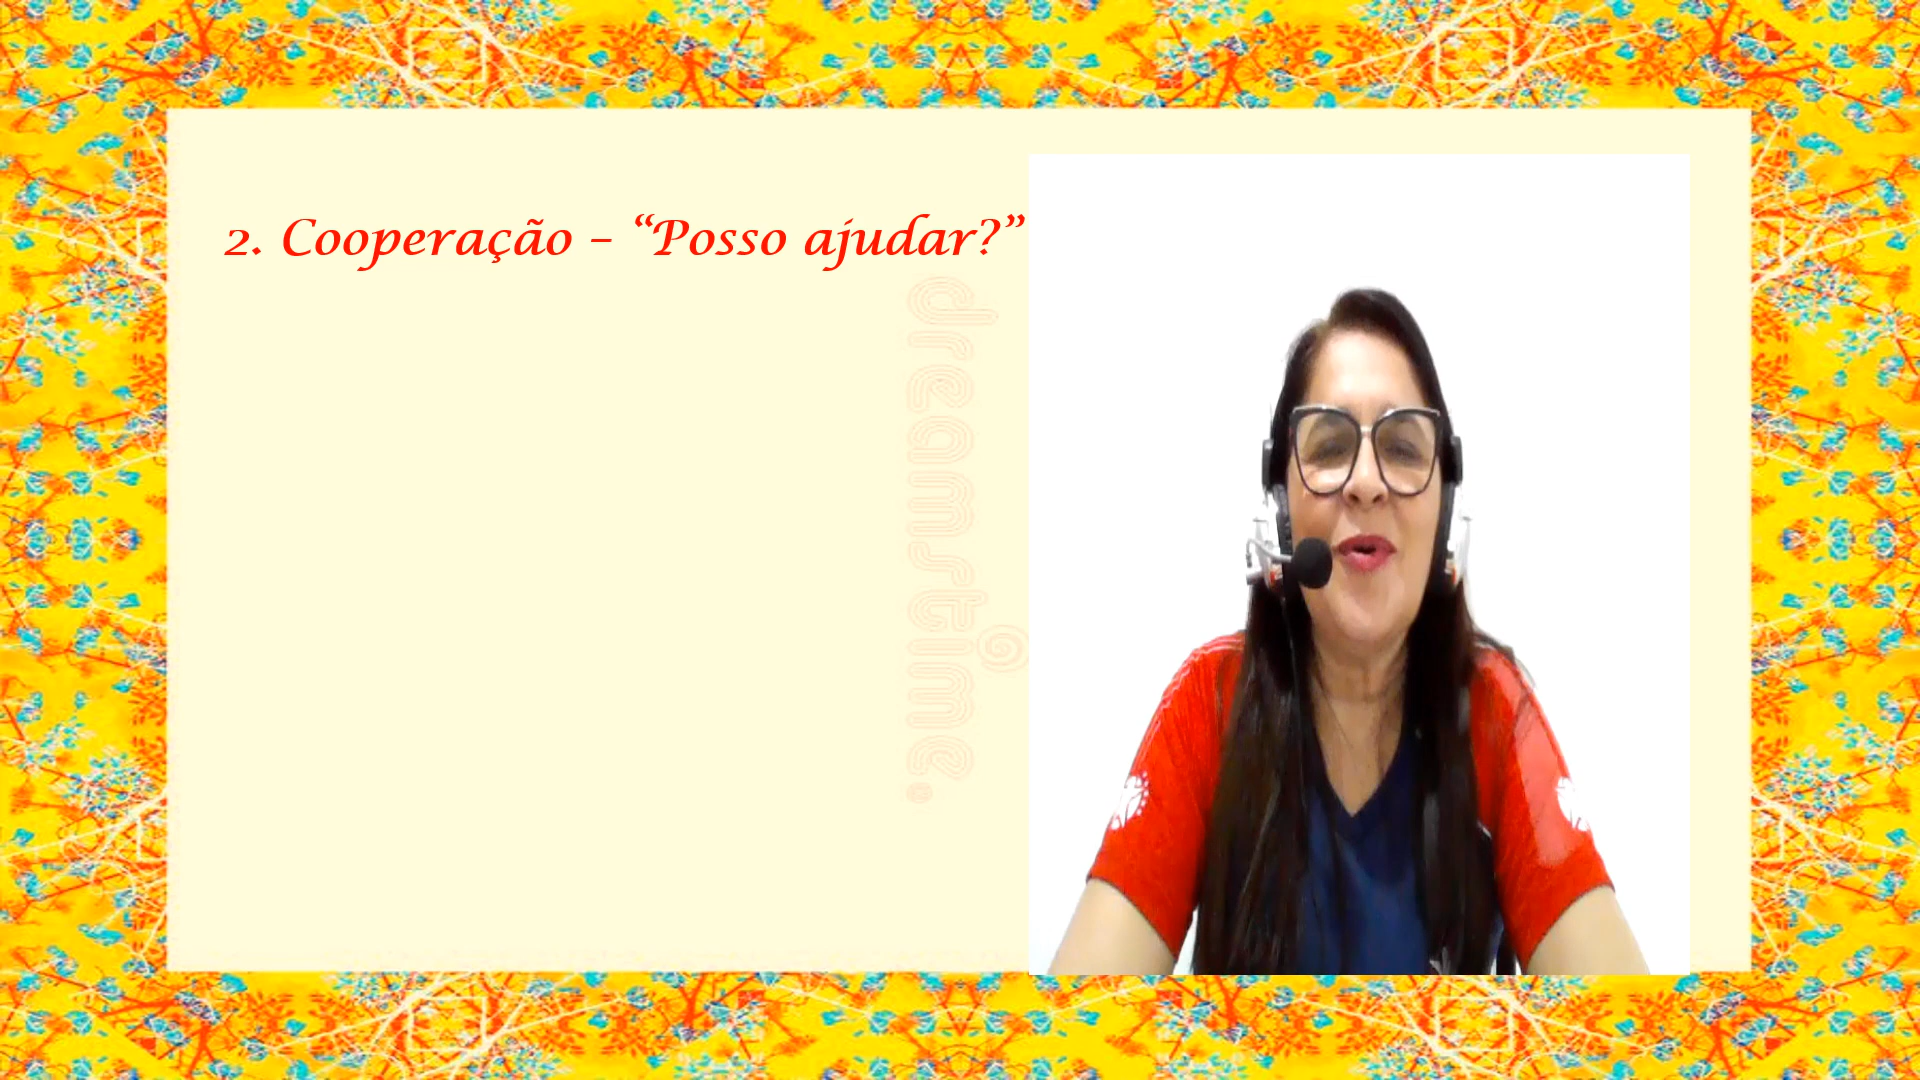 2. Cooperação – “Posso ajudar?”
dreamstime.